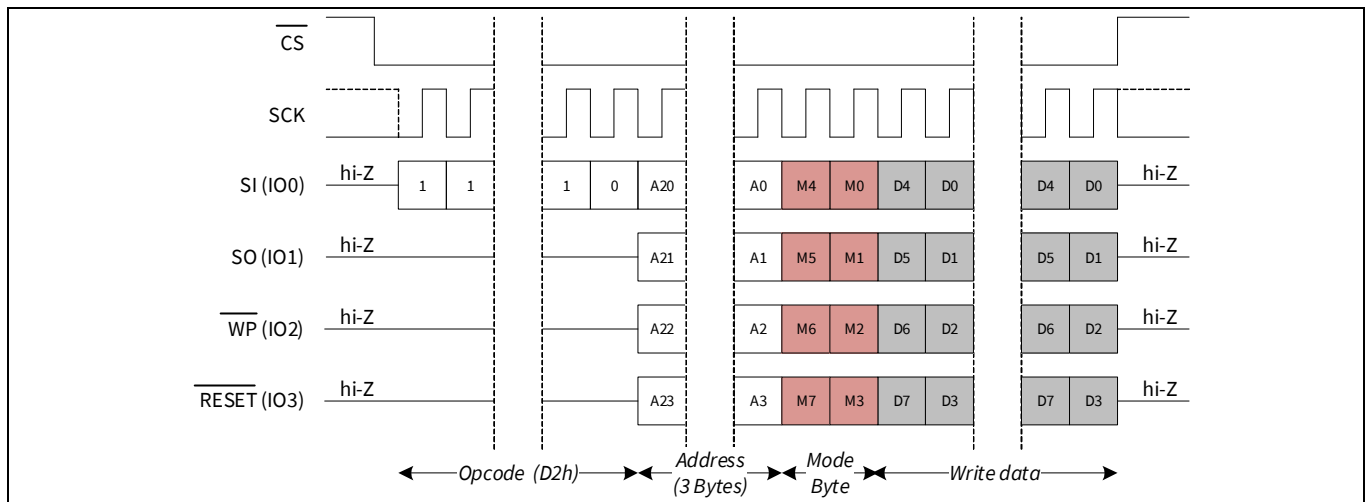 CS
SCK
SI (IO0) hi-Z 1 1 1 0 A20 A0 M4 M0 D4 D0 D4 D0 hi-Z
SO (IO1) hi-Z A21 A1 M5 M1 D5 D1 D5 D1 hi-Z
WP (IO2) hi-Z A22 A2 M6 M2 D6 D2 D6 D2 hi-Z
RESET (IO3) hi-Z A23 A3 M7 M3 D7 D3 D7 D3 hi-Z
Opcode (D2h) Address (3 Bytes) Mode Byte Write data